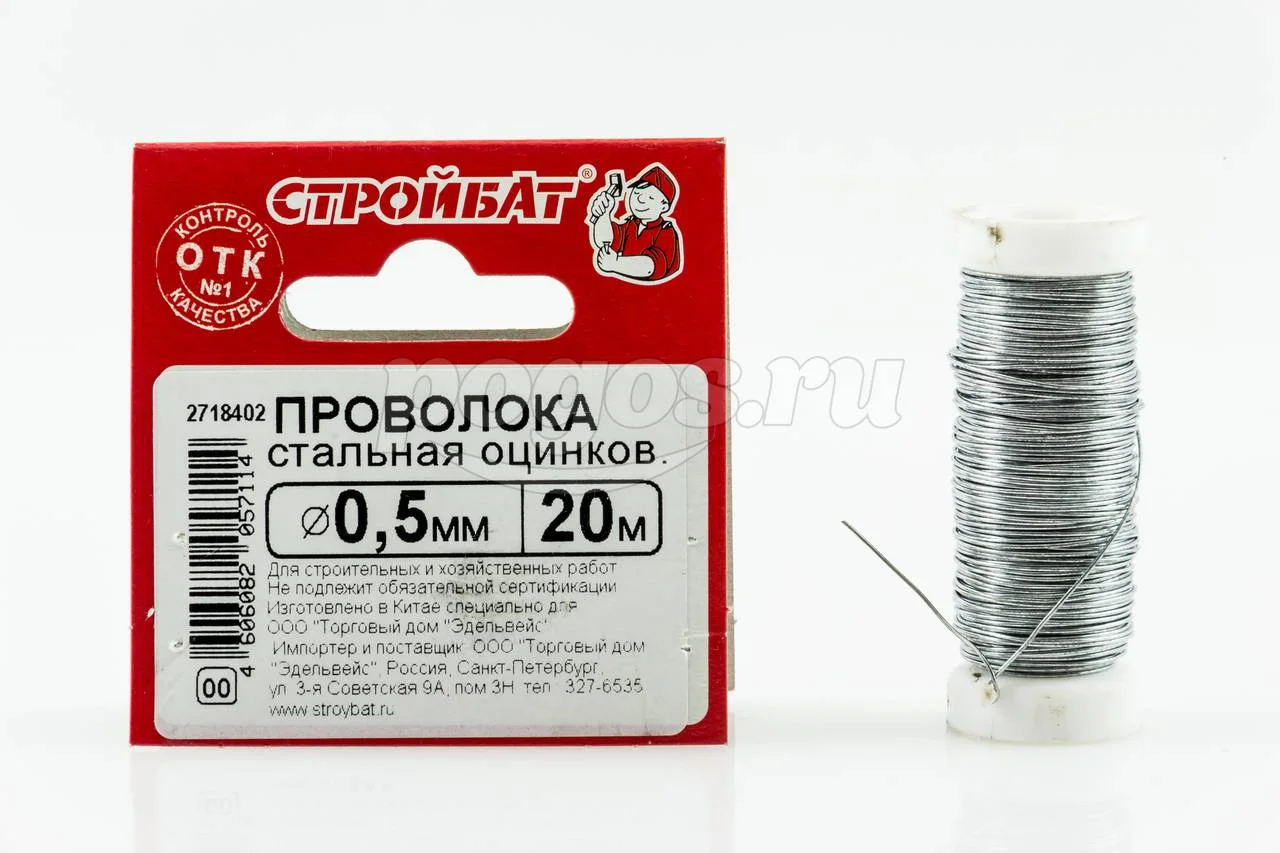 СТРОЙБАТ®
КОНТРОЛЬ
ОТК
№1
КАЧЕСТВА
pogos.ru
2718402 ПРОВОЛОКА
стальная оцинков.
⌀0,5мм 20м
Для строительных и хозяйственных работ
Не подлежит обязательной сертификации
Изготовлено в Китае специально для
ООО "Торговый дом "Эдельвейс"
Импортер и поставщик ООО "Торговый дом
"Эдельвейс", Россия, Санкт-Петербург,
ул. 3-я Советская 9А, пом 3Н тел 327-6535
www.stroybat.ru
4 606082 057114
00